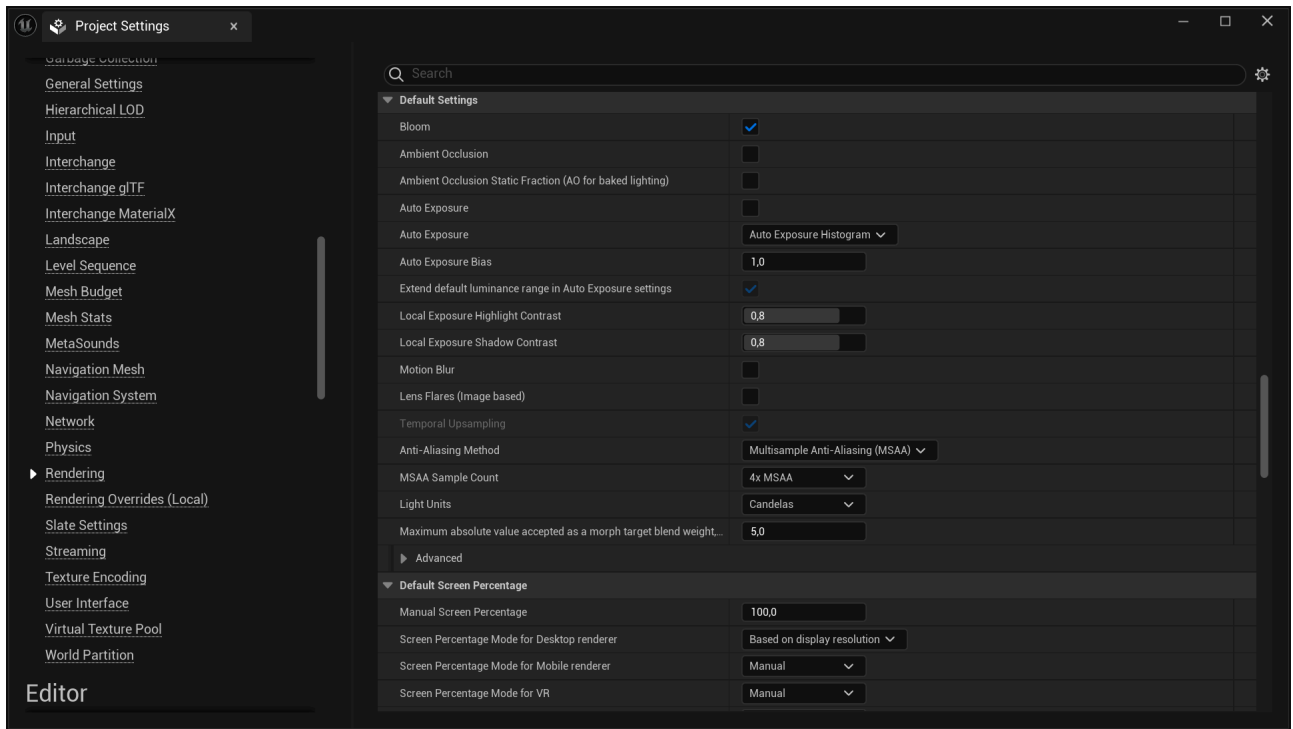 Project Settings
Garbage Collection
General Settings
Hierarchical LOD
Input
Interchange
Interchange glTF
Interchange MaterialX
Landscape
Level Sequence
Mesh Budget
Mesh Stats
MetaSounds
Navigation Mesh
Navigation System
Network
Physics
Rendering
Rendering Overrides (Local)
Slate Settings
Streaming
Texture Encoding
User Interface
Virtual Texture Pool
World Partition
Editor
Search
Default Settings
Bloom
Ambient Occlusion
Ambient Occlusion Static Fraction (AO for baked lighting)
Auto Exposure
Auto Exposure Auto Exposure Histogram
Auto Exposure Bias 1,0
Extend default luminance range in Auto Exposure settings
Local Exposure Highlight Contrast 0,8
Local Exposure Shadow Contrast 0,8
Motion Blur
Lens Flares (Image based)
Temporal Upsampling
Anti-Aliasing Method Multisample Anti-Aliasing (MSAA)
MSAA Sample Count 4x MSAA
Light Units Candelas
Maximum absolute value accepted as a morph target blend weight,... 5,0
Advanced
Default Screen Percentage
Manual Screen Percentage 100,0
Screen Percentage Mode for Desktop renderer Based on display resolution
Screen Percentage Mode for Mobile renderer Manual
Screen Percentage Mode for VR Manual